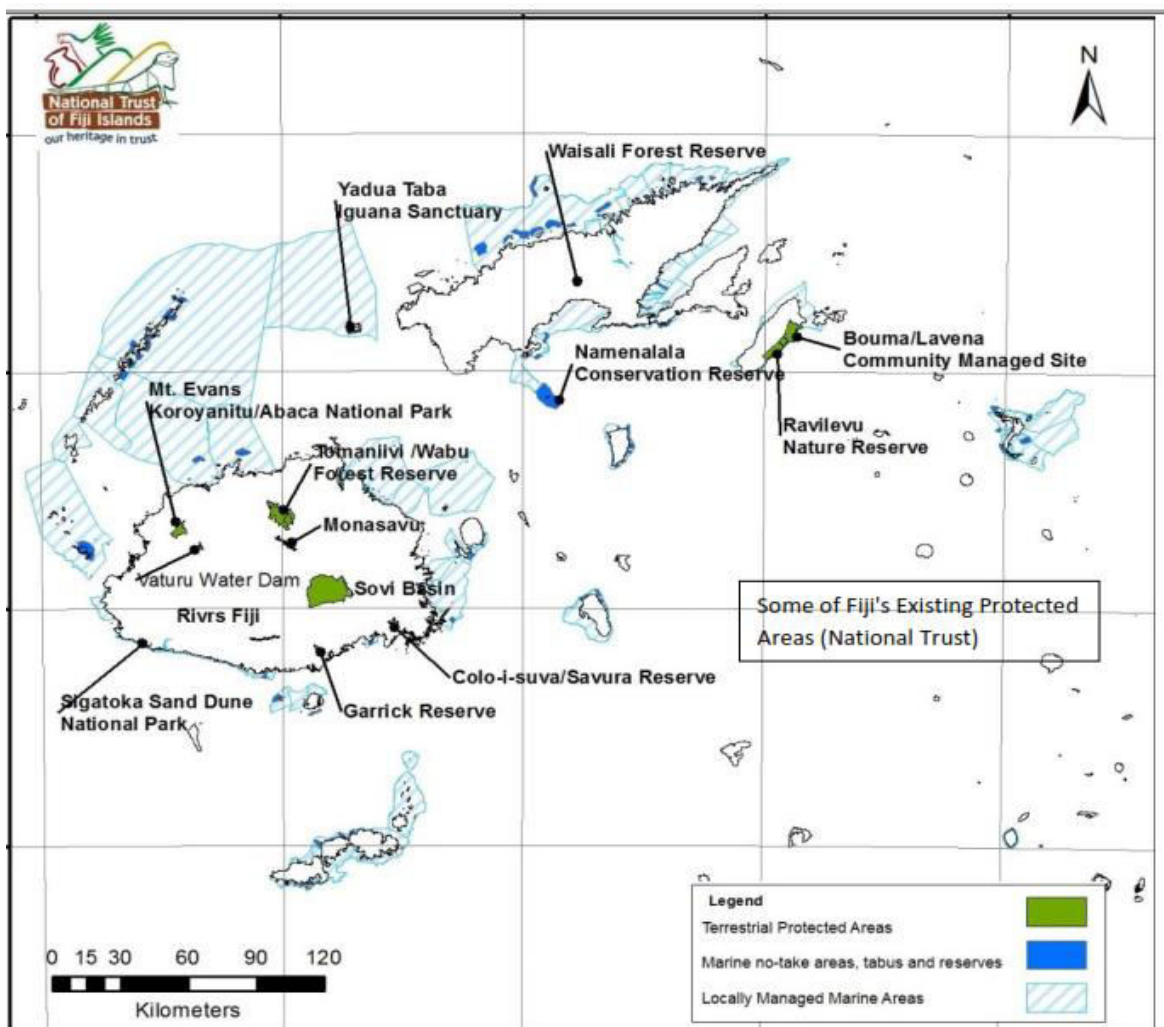 National Trust
of Fiji Islands
our heritage in trust
N
Waisali Forest Reserve
Yadua Taba
Iguana Sanctuary
Bouma/Lavena
Community Managed Site
Namenalala
Conservation Reserve
Mt. Evans
Koroyanitu/Abaca National Park
Ravilevu
Nature Reserve
Tomaniivi /Wabu
Forest Reserve
Monasavu
Vaturu Water Dam
Sovi Basin
Rivrs Fiji
Some of Fiji's Existing Protected
Areas (National Trust)
Colo-i-suva/Savura Reserve
Sigatoka Sand Dune
National Park
Garrick Reserve
Legend
Terrestrial Protected Areas
Marine no-take areas, tabus and reserves
Locally Managed Marine Areas
0 15 30 60 90 120
Kilometers